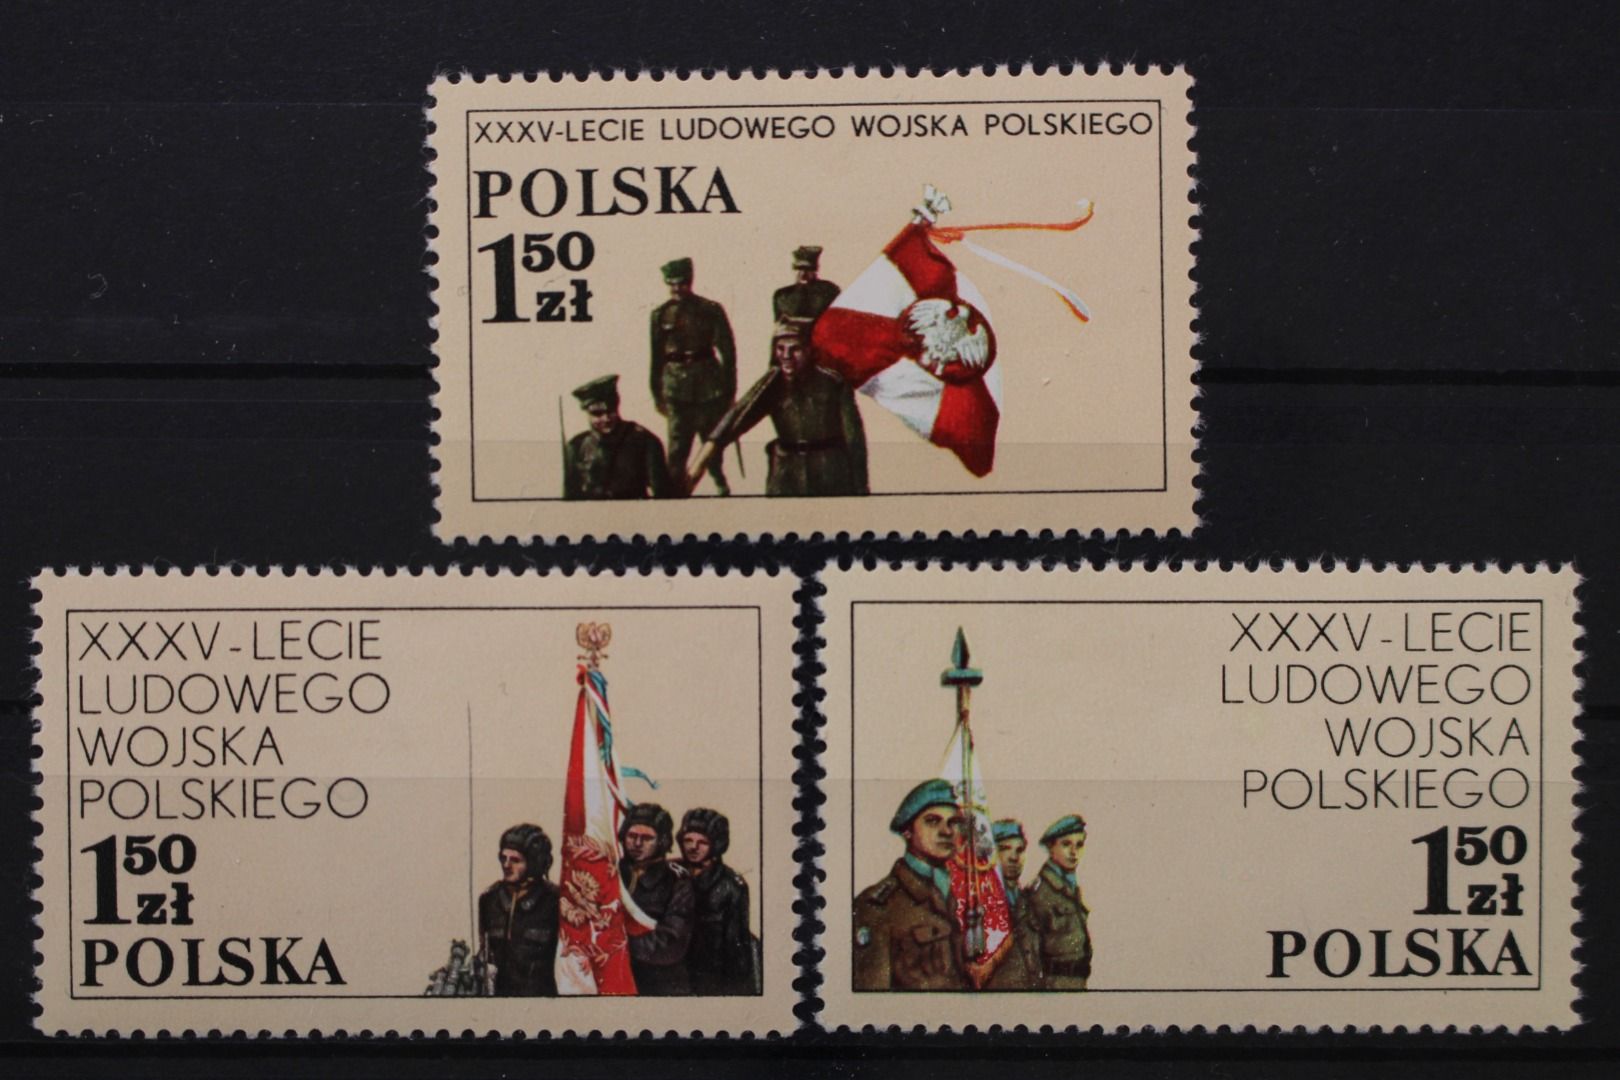 XXXV-LECIE LUDOWEGO WOJSKA POLSKIEGO
POLSKA
1 50
zł
XXXV-LECIE
LUDOWEGO
WOJSKA
POLSKIEGO
1 50
zł
POLSKA
XXXV-LECIE
LUDOWEGO
WOJSKA
POLSKIEGO
1 50
zł
POLSKA